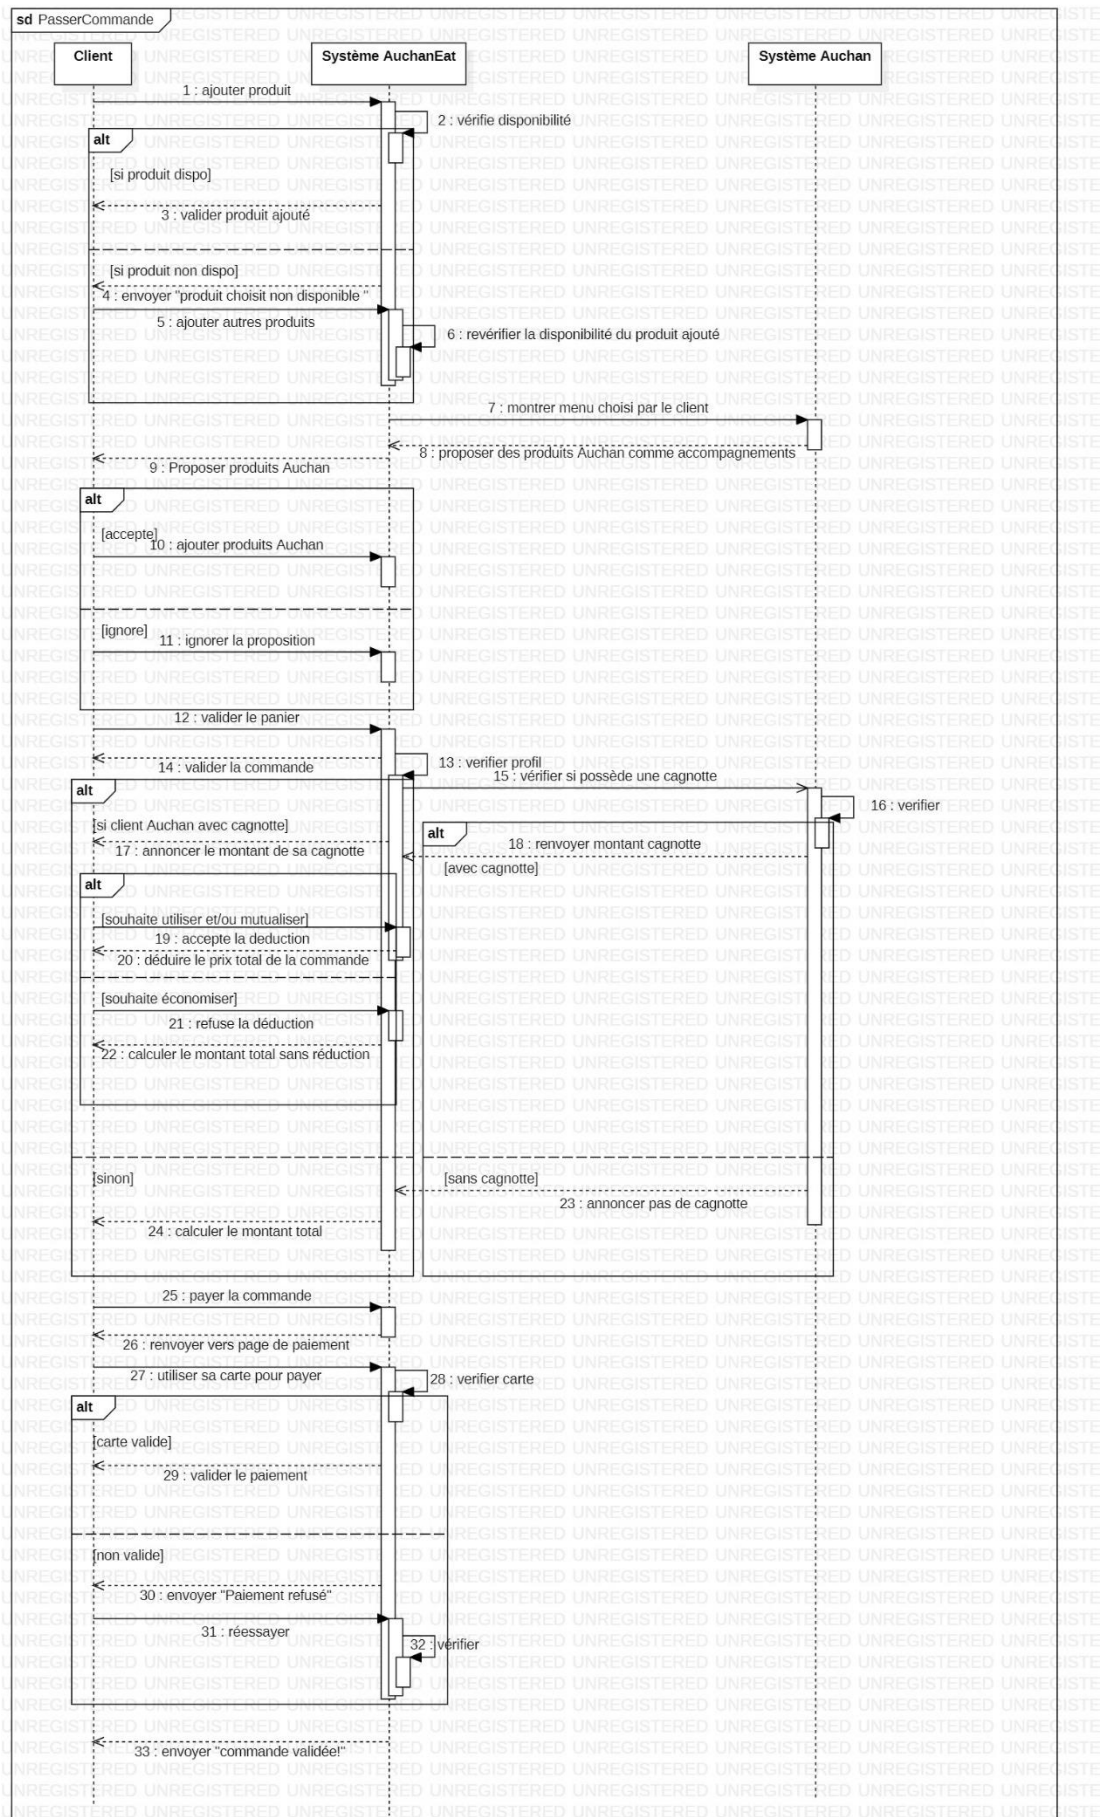 sd PasserCommande
Client
Système AuchanEat
Système Auchan
1 : ajouter produit
2 : vérifie disponibilité
alt
[si produit dispo]
3 : valider produit ajouté
[si produit non dispo]
4 : envoyer "produit choisit non disponible "
5 : ajouter autres produits
6 : revérifier la disponibilité du produit ajouté
7 : montrer menu choisi par le client
8 : proposer des produits Auchan comme accompagnements
9 : Proposer produits Auchan
alt
[accepte]
10 : ajouter produits Auchan
[ignore]
11 : ignorer la proposition
12 : valider le panier
13 : verifier profil
14 : valider la commande
15 : vérifier si possède une cagnotte
alt
16 : verifier
[si client Auchan avec cagnotte]
alt
17 : annoncer le montant de sa cagnotte
18 : renvoyer montant cagnotte
[avec cagnotte]
alt
[souhaite utiliser et/ou mutualiser]
19 : accepte la deduction
20 : déduire le prix total de la commande
[souhaite économiser]
21 : refuse la déduction
22 : calculer le montant total sans réduction
[sinon]
[sans cagnotte]
23 : annoncer pas de cagnotte
24 : calculer le montant total
25 : payer la commande
26 : renvoyer vers page de paiement
27 : utiliser sa carte pour payer
28 : verifier carte
alt
[carte valide]
29 : valider le paiement
[non valide]
30 : envoyer "Paiement refusé"
31 : réessayer
32 : vérifier
33 : envoyer "commande validée!"
UNREGISTERED